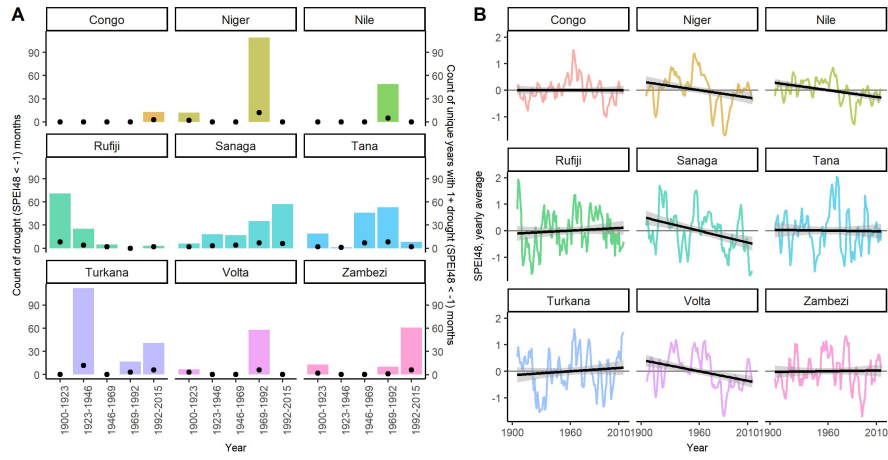 A
Congo
Niger
Nile
Rufiji
Sanaga
Tana
Turkana
Volta
Zambezi
90
60
30
0
90
60
30
0
90
60
30
0
90
60
30
0
90
60
30
0
90
60
30
0
Count of drought (SPEI48 < -1) months
Count of unique years with 1+ drought (SPEI48 < -1) months
1900-1923
1923-1946
1946-1969
1969-1992
1992-2015
1900-1923
1923-1946
1946-1969
1969-1992
1992-2015
1900-1923
1923-1946
1946-1969
1969-1992
1992-2015
Year
B
Congo
Niger
Nile
Rufiji
Sanaga
Tana
Turkana
Volta
Zambezi
2
1
0
-1
2
1
0
-1
2
1
0
-1
SPEI48, yearly average
1900
1960
2010
1900
1960
2010
1900
1960
2010
Year